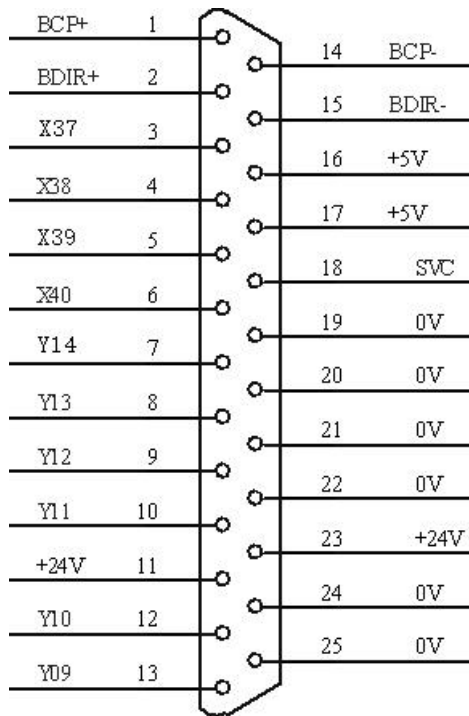 BCP+ 1
BDIR+ 2
X37 3
X38 4
X39 5
X40 6
Y14 7
Y13 8
Y12 9
Y11 10
+24V 11
Y10 12
Y09 13
14 BCP-
15 BDIR-
16 +5V
17 +5V
18 SVC
19 0V
20 0V
21 0V
22 0V
23 +24V
24 0V
25 0V